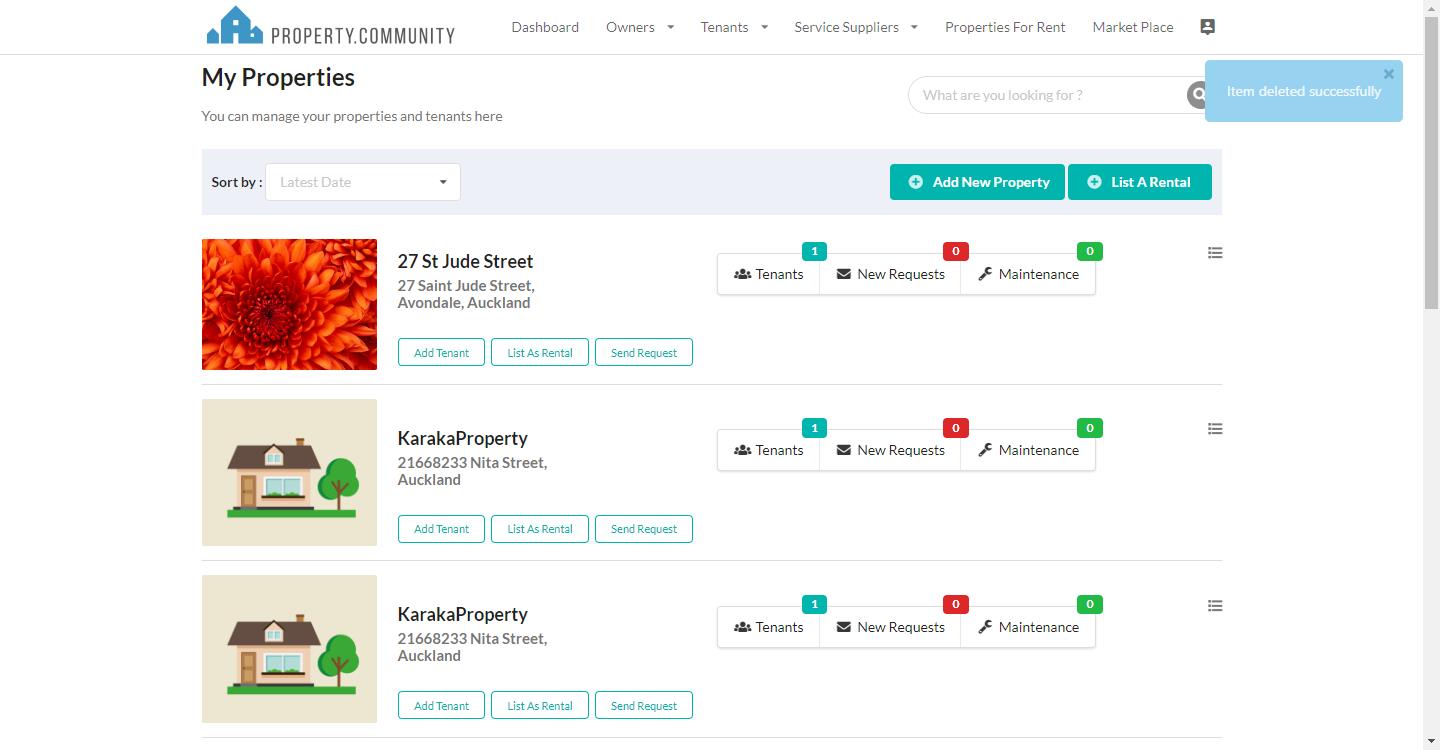 PROPERTY.COMMUNITY
Dashboard
Owners
Tenants
Service Suppliers
Properties For Rent
Market Place
My Properties
You can manage your properties and tenants here
What are you looking for ?
Item deleted successfully
Sort by :
Latest Date
Add New Property
List A Rental
27 St Jude Street
27 Saint Jude Street,
Avondale, Auckland
Add Tenant
List As Rental
Send Request
1
Tenants
0
New Requests
0
Maintenance
KarakaProperty
21668233 Nita Street,
Auckland
Add Tenant
List As Rental
Send Request
1
Tenants
0
New Requests
0
Maintenance
KarakaProperty
21668233 Nita Street,
Auckland
Add Tenant
List As Rental
Send Request
1
Tenants
0
New Requests
0
Maintenance